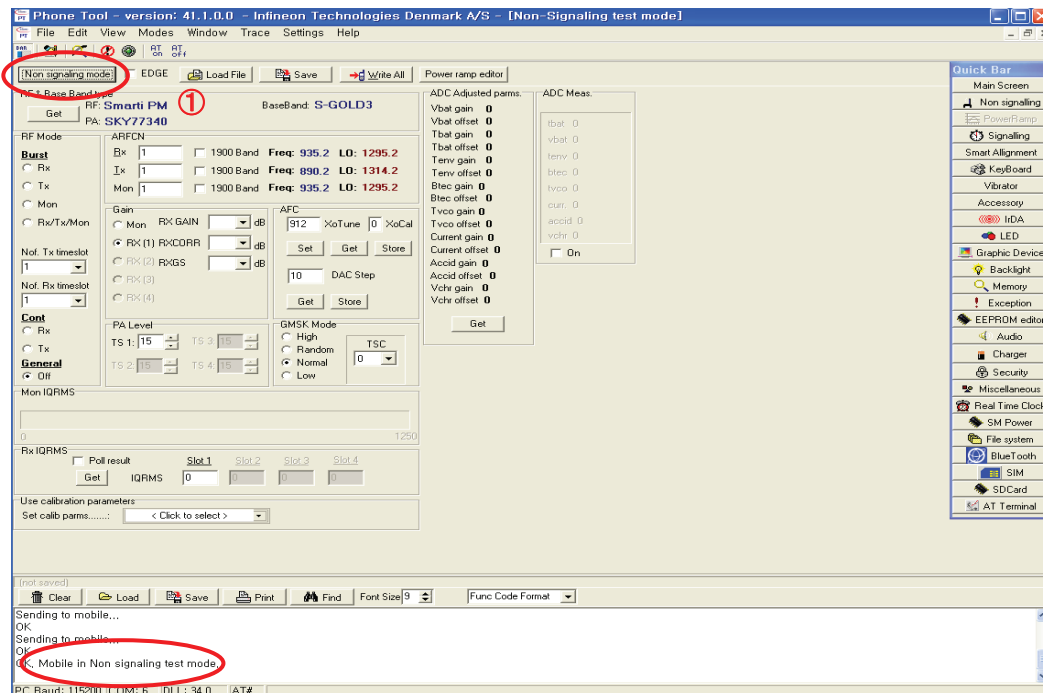 Phone Tool - version: 41.1.0.0 - Infineon Technologies Denmark A/S - [Non-Signaling test mode]
File Edit View Modes Window Trace Settings Help
BAR AT on AT off
Non signaling mode EDGE Load File Save Write All Power ramp editor
RF & Base Band type
①
Get RF: Smarti PM BaseBand: S-GOLD3
PA: SKY77340
RF Mode
Burst
Rx
Tx
Mon
Rx/Tx/Mon
Nof. Tx timeslot
1
Nof. Rx timeslot
1
Cont
Rx
Tx
General
Off
ARFCN
Rx 1 1900 Band Freq: 935.2 LO: 1295.2
Tx 1 1900 Band Freq: 890.2 LO: 1314.2
Mon 1 1900 Band Freq: 935.2 LO: 1295.2
Gain
Mon RX GAIN dB
RX (1) RXCORR dB
RX (2) RXGS dB
RX (3)
RX (4)
AFC
912 XoTune 0 XoCal
Set Get Store
10 DAC Step
Get Store
PA Level
TS 1: 15 TS 3: 15
TS 2: 15 TS 4: 15
GMSK Mode
High
Random
Normal
Low
TSC
0
Mon IQRMS
0 1250
Rx IQRMS
Poll result Slot 1 Slot 2 Slot 3 Slot 4
Get IQRMS 0 0 0 0
Use calibration parameters
Set calib parms......: < Click to select >
ADC Adjusted parms.
Vbat gain 0
Vbat offset 0
Tbat gain 0
Tbat offset 0
Tenv gain 0
Tenv offset 0
Btec gain 0
Btec offset 0
Tvco gain 0
Tvco offset 0
Current gain 0
Current offset 0
Accid gain 0
Accid offset 0
Vchr gain 0
Vchr offset 0
Get
ADC Meas.
tbat 0
vbat 0
tenv 0
btec 0
tvco 0
curr. 0
accid 0
vchr 0
On
Quick Bar
Main Screen
Non signalling
PowerRamp
Signalling
Smart Allignment
KeyBoard
Vibrator
Accessory
IrDA
LED
Graphic Device
Backlight
Memory
Exception
EEPROM editor
Audio
Charger
Security
Miscellaneous
Real Time Clock
SM Power
File system
BlueTooth
SIM
SDCard
AT Terminal
(not saved)
Clear Load Save Print Find Font Size 9 Func Code Format
Sending to mobile...
OK
Sending to mobile...
OK
OK, Mobile in Non signaling test mode.
PC Baud: 115200 COM: 6 DLL: 34.0 AT#